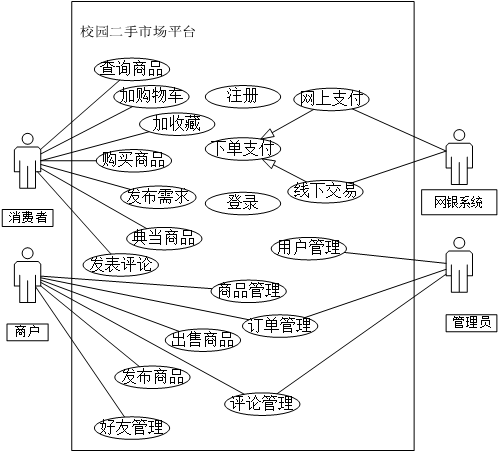 校园二手市场平台
查询商品
加购物车
注册
网上支付
加收藏
下单支付
购买商品
线下交易
发布需求
登录
消费者
网银系统
典当商品
用户管理
发表评论
商品管理
订单管理
商户
管理员
出售商品
发布商品
评论管理
好友管理